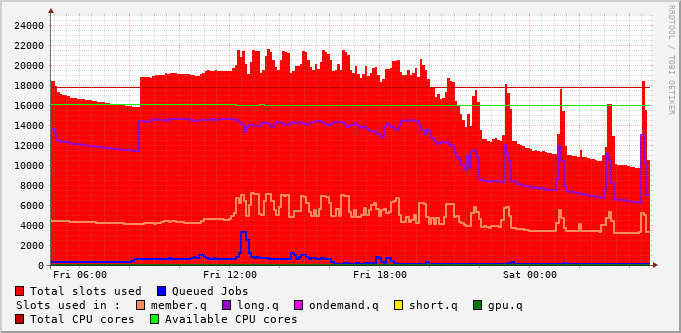 24000
22000
20000
18000
16000
14000
12000
10000
8000
6000
4000
2000
0
Fri 06:00 Fri 12:00 Fri 18:00 Sat 00:00
RRDTOOL / TOBI OETIKER
Total slots used Queued Jobs
Slots used in : member.q long.q ondemand.q short.q gpu.q
Total CPU cores Available CPU cores